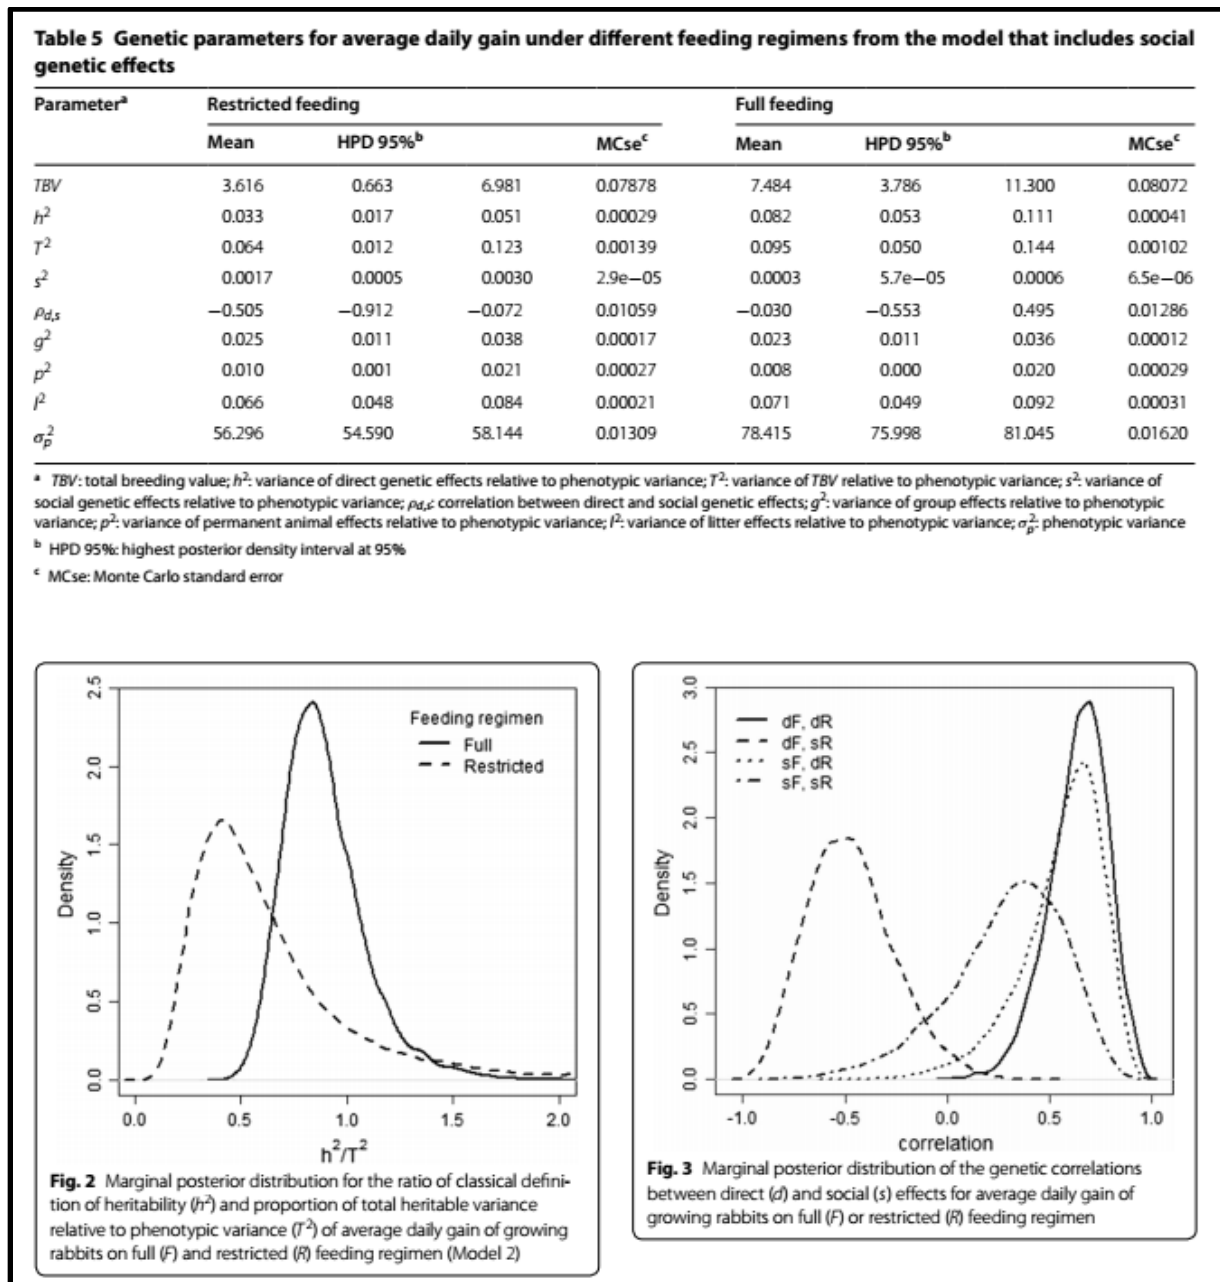 Table 5 Genetic parameters for average daily gain under different feeding regimens from the model that includes social
genetic effects
Parameterᵃ Restricted feeding Full feeding
Mean HPD 95%ᵇ MCseᶜ Mean HPD 95%ᵇ MCseᶜ
TBV 3.616 0.663 6.981 0.07878 7.484 3.786 11.300 0.08072
h² 0.033 0.017 0.051 0.00029 0.082 0.053 0.111 0.00041
T² 0.064 0.012 0.123 0.00139 0.095 0.050 0.144 0.00102
s² 0.0017 0.0005 0.0030 2.9e−05 0.0003 5.7e−05 0.0006 6.5e−06
ρd,s −0.505 −0.912 −0.072 0.01059 −0.030 −0.553 0.495 0.01286
g² 0.025 0.011 0.038 0.00017 0.023 0.011 0.036 0.00012
p² 0.010 0.001 0.021 0.00027 0.008 0.000 0.020 0.00029
l² 0.066 0.048 0.084 0.00021 0.071 0.049 0.092 0.00031
σ²p 56.296 54.590 58.144 0.01309 78.415 75.998 81.045 0.01620
ᵃ TBV: total breeding value; h²: variance of direct genetic effects relative to phenotypic variance; T²: variance of TBV relative to phenotypic variance; s²: variance of
social genetic effects relative to phenotypic variance; ρd,s: correlation between direct and social genetic effects; g²: variance of group effects relative to phenotypic
variance; p²: variance of permanent animal effects relative to phenotypic variance; l²: variance of litter effects relative to phenotypic variance; σ²p: phenotypic variance
ᵇ HPD 95%: highest posterior density interval at 95%
ᶜ MCse: Monte Carlo standard error
2.5
2.0
1.5
1.0
0.5
0.0
Density
Feeding regimen
Full
Restricted
0.0 0.5 1.0 1.5 2.0
h²/T²
Fig. 2 Marginal posterior distribution for the ratio of classical defini-
tion of heritability (h²) and proportion of total heritable variance
relative to phenotypic variance (T²) of average daily gain of growing
rabbits on full (F) and restricted (R) feeding regimen (Model 2)
3.0
2.5
2.0
1.5
1.0
0.5
0.0
Density
dF, dR
dF, sR
sF, dR
sF, sR
-1.0 -0.5 0.0 0.5 1.0
correlation
Fig. 3 Marginal posterior distribution of the genetic correlations
between direct (d) and social (s) effects for average daily gain of
growing rabbits on full (F) or restricted (R) feeding regimen